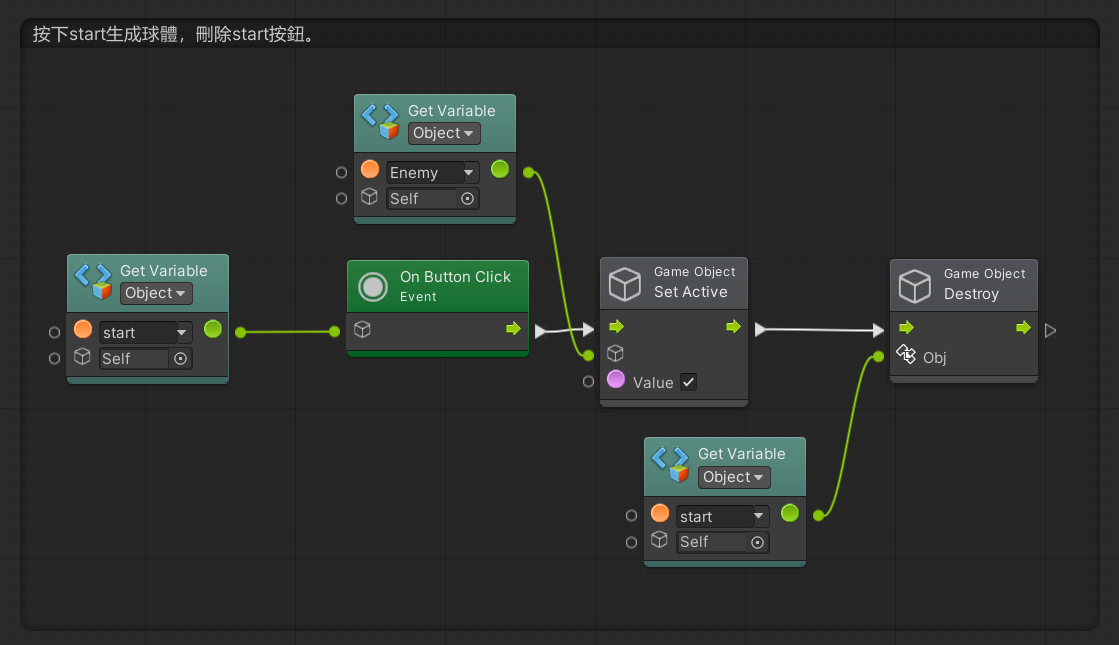 按下start生成球體，刪除start按鈕。
Get Variable
Object
Enemy
Self
Get Variable
Object
start
Self
On Button Click
Event
Game Object
Set Active
Value
Game Object
Destroy
Obj
Get Variable
Object
start
Self